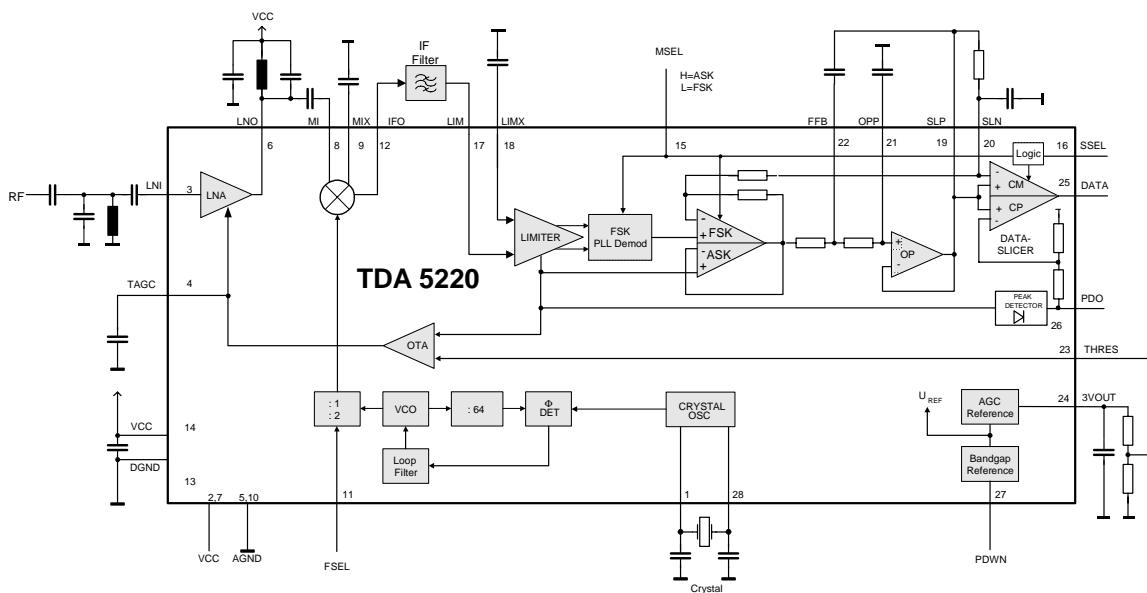 VCC
IF
Filter
MSEL
H=ASK
L=FSK
LNO
MI
MIX
IFO
LIM
LIMX
FFB
OPP
SLP
SLN
6
8
9
12
17
18
15
22
21
19
20
16
SSEL
Logic
RF
LNI
3
LNA
CM
CP
25
DATA
LIMITER
FSK
PLL Demod
-
+
FSK
-
ASK
+
+
-
OP
-
+
+
-
DATA-
SLICER
TDA 5220
TAGC
4
PEAK
DETECTOR
PDO
26
OTA
23
THRES
: 1
: 2
VCO
: 64
Φ
DET
CRYSTAL
OSC
U REF
AGC
Reference
24
3VOUT
VCC
14
Loop
Filter
Bandgap
Reference
DGND
13
2,7
5,10
11
1
28
27
VCC
AGND
FSEL
PDWN
Crystal